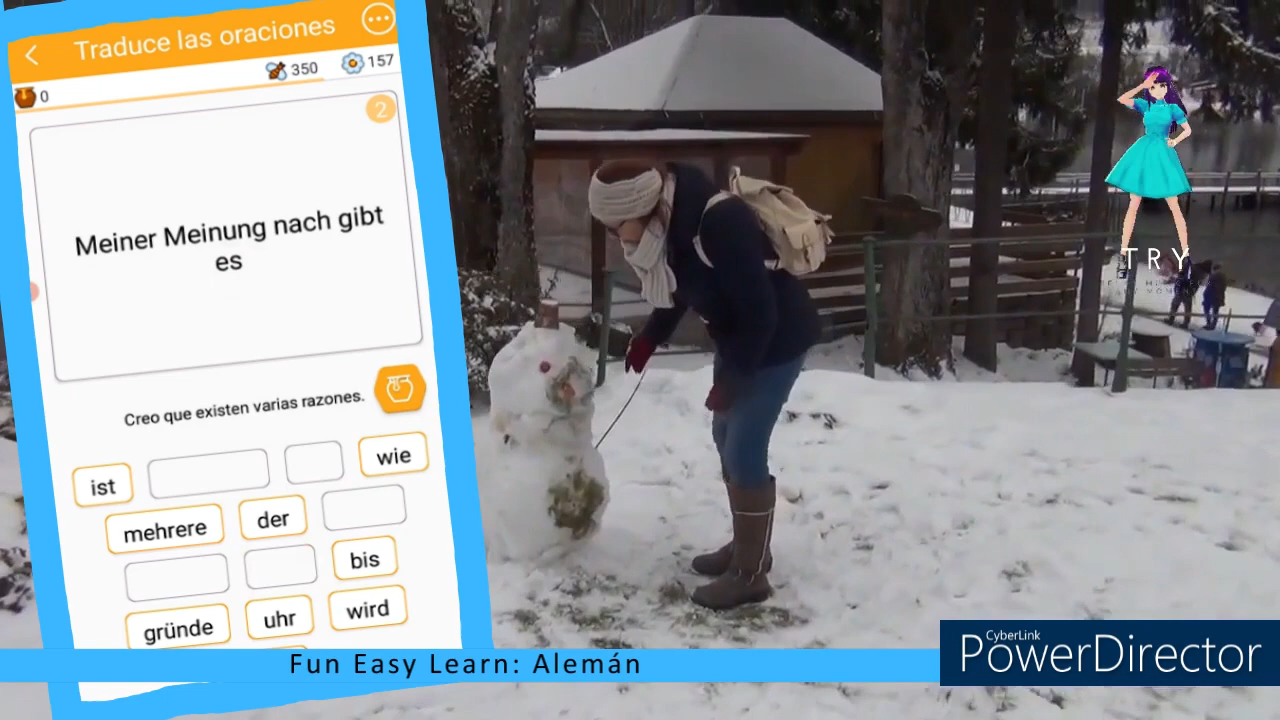 Traduce las oraciones
350
157
0
2
Meiner Meinung nach gibt
es
Creo que existen varias razones.
ist
wie
mehrere
der
bis
gründe
uhr
wird
Fun Easy Learn: Alemán
TRY
CyberLink
PowerDirector